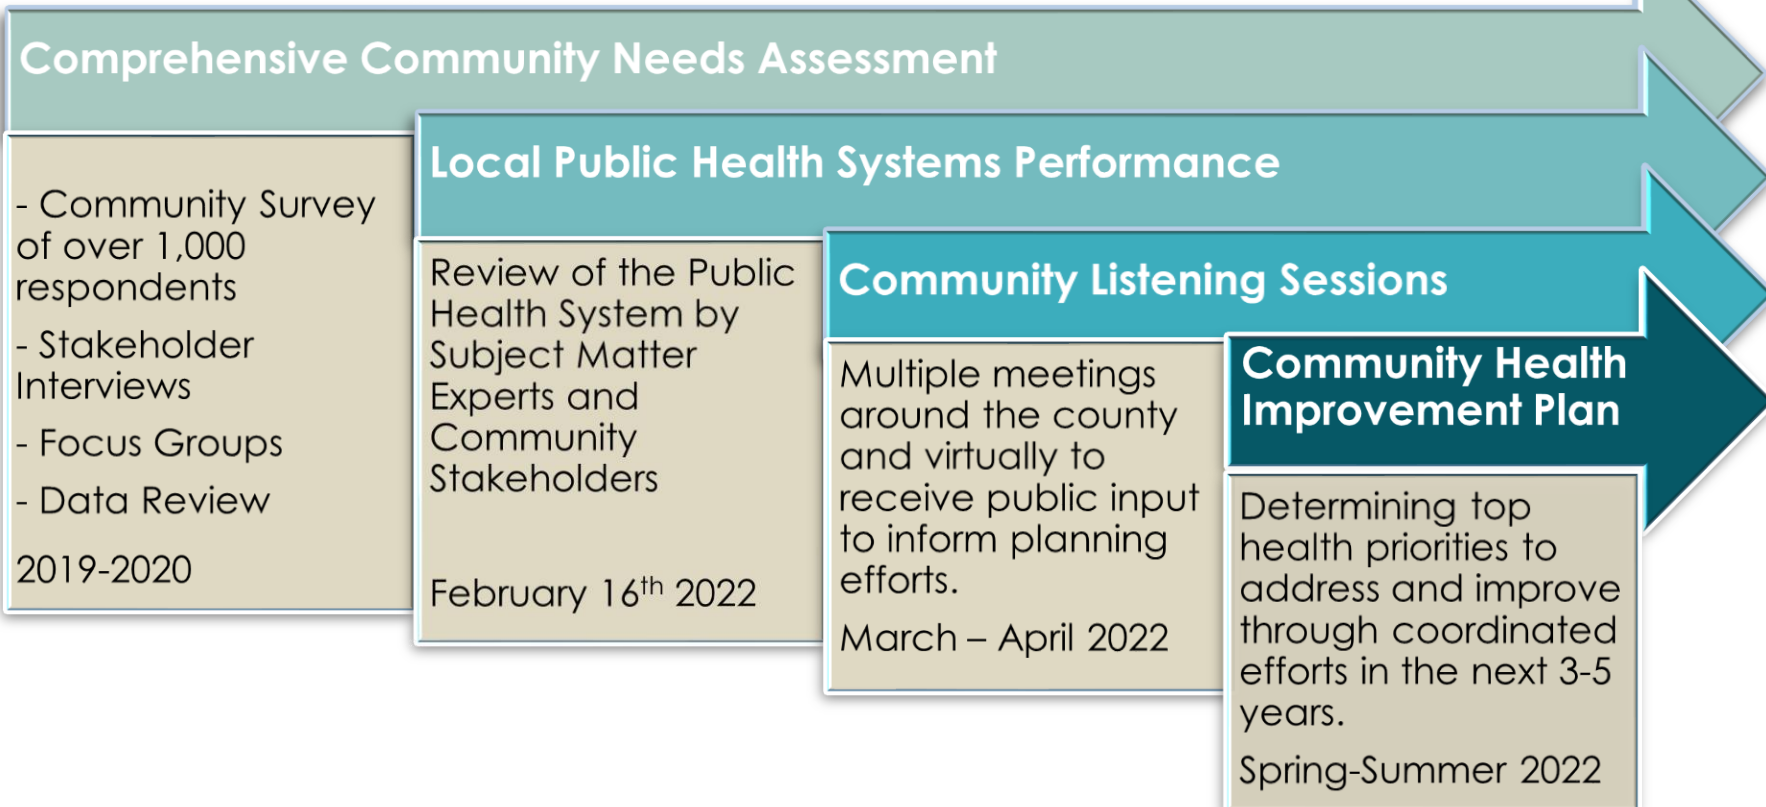 Comprehensive Community Needs Assessment
- Community Survey
of over 1,000
respondents
- Stakeholder
Interviews
- Focus Groups
- Data Review
2019-2020
Local Public Health Systems Performance
Review of the Public
Health System by
Subject Matter
Experts and
Community
Stakeholders
February 16th 2022
Community Listening Sessions
Multiple meetings
around the county
and virtually to
receive public input
to inform planning
efforts.
March – April 2022
Community Health
Improvement Plan
Determining top
health priorities to
address and improve
through coordinated
efforts in the next 3-5
years.
Spring-Summer 2022